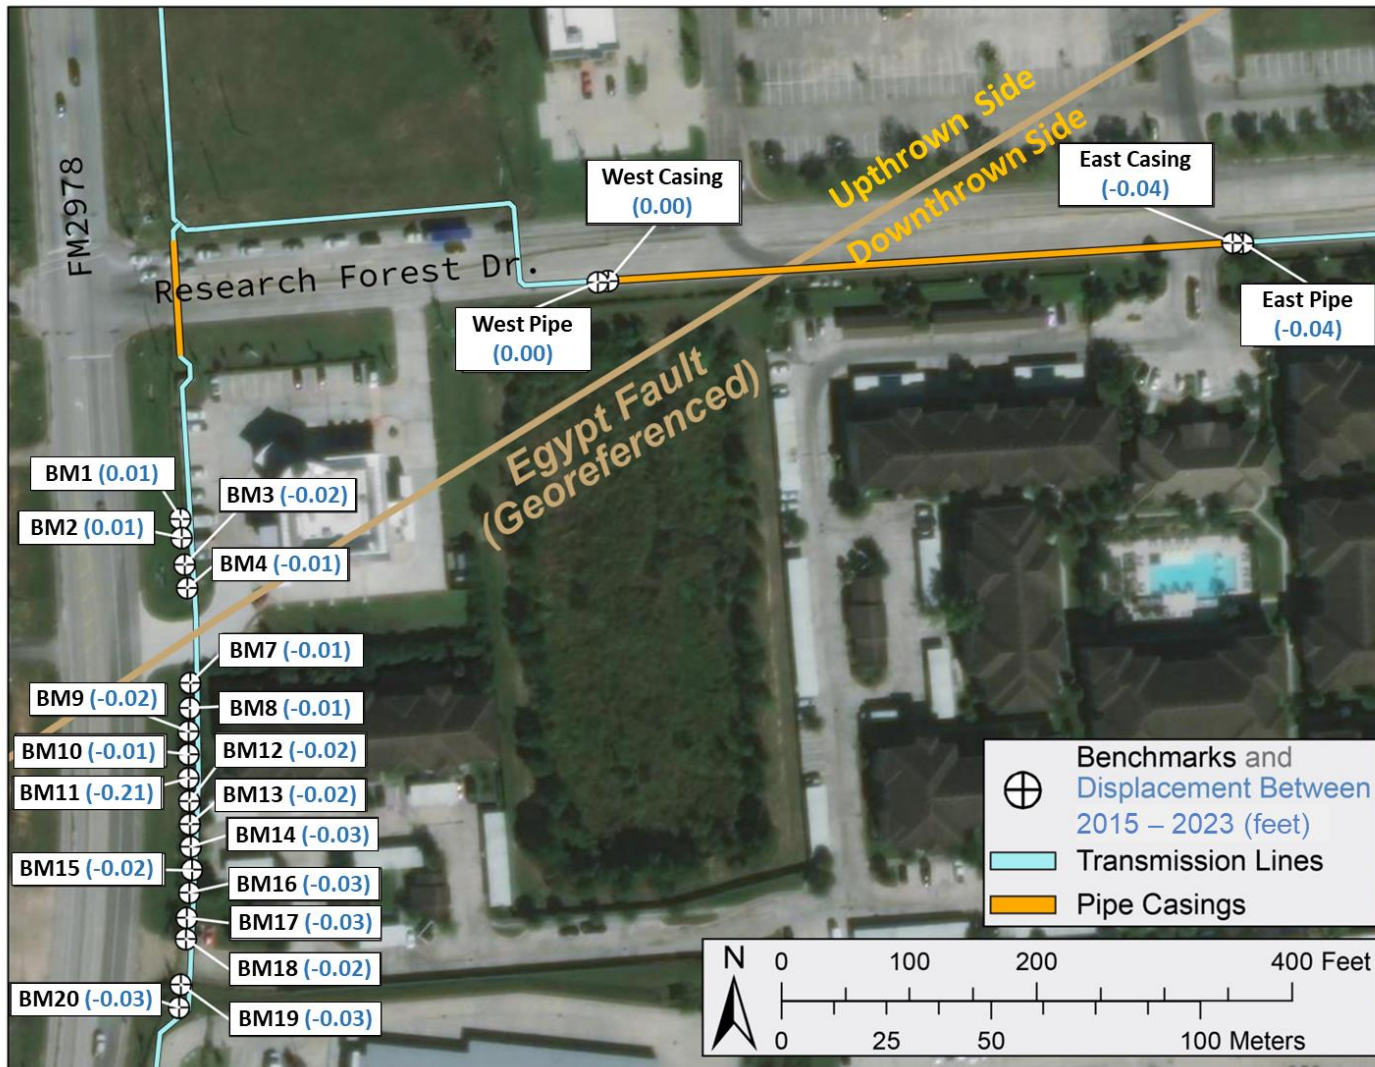 Upthrown Side
Downthrown Side
East Casing
(-0.04)
West Casing
(0.00)
FM2978
Research Forest Dr.
West Pipe
(0.00)
East Pipe
(-0.04)
Egypt Fault
(Georeferenced)
BM1 (0.01)
BM3 (-0.02)
BM2 (0.01)
BM4 (-0.01)
BM7 (-0.01)
BM9 (-0.02)
BM8 (-0.01)
BM10 (-0.01)
BM12 (-0.02)
BM11 (-0.21)
BM13 (-0.02)
BM14 (-0.03)
BM15 (-0.02)
BM16 (-0.03)
BM17 (-0.03)
BM18 (-0.02)
BM20 (-0.03)
BM19 (-0.03)
Benchmarks and
Displacement Between
2015 – 2023 (feet)
Transmission Lines
Pipe Casings
N
0 100 200 400 Feet
0 25 50 100 Meters